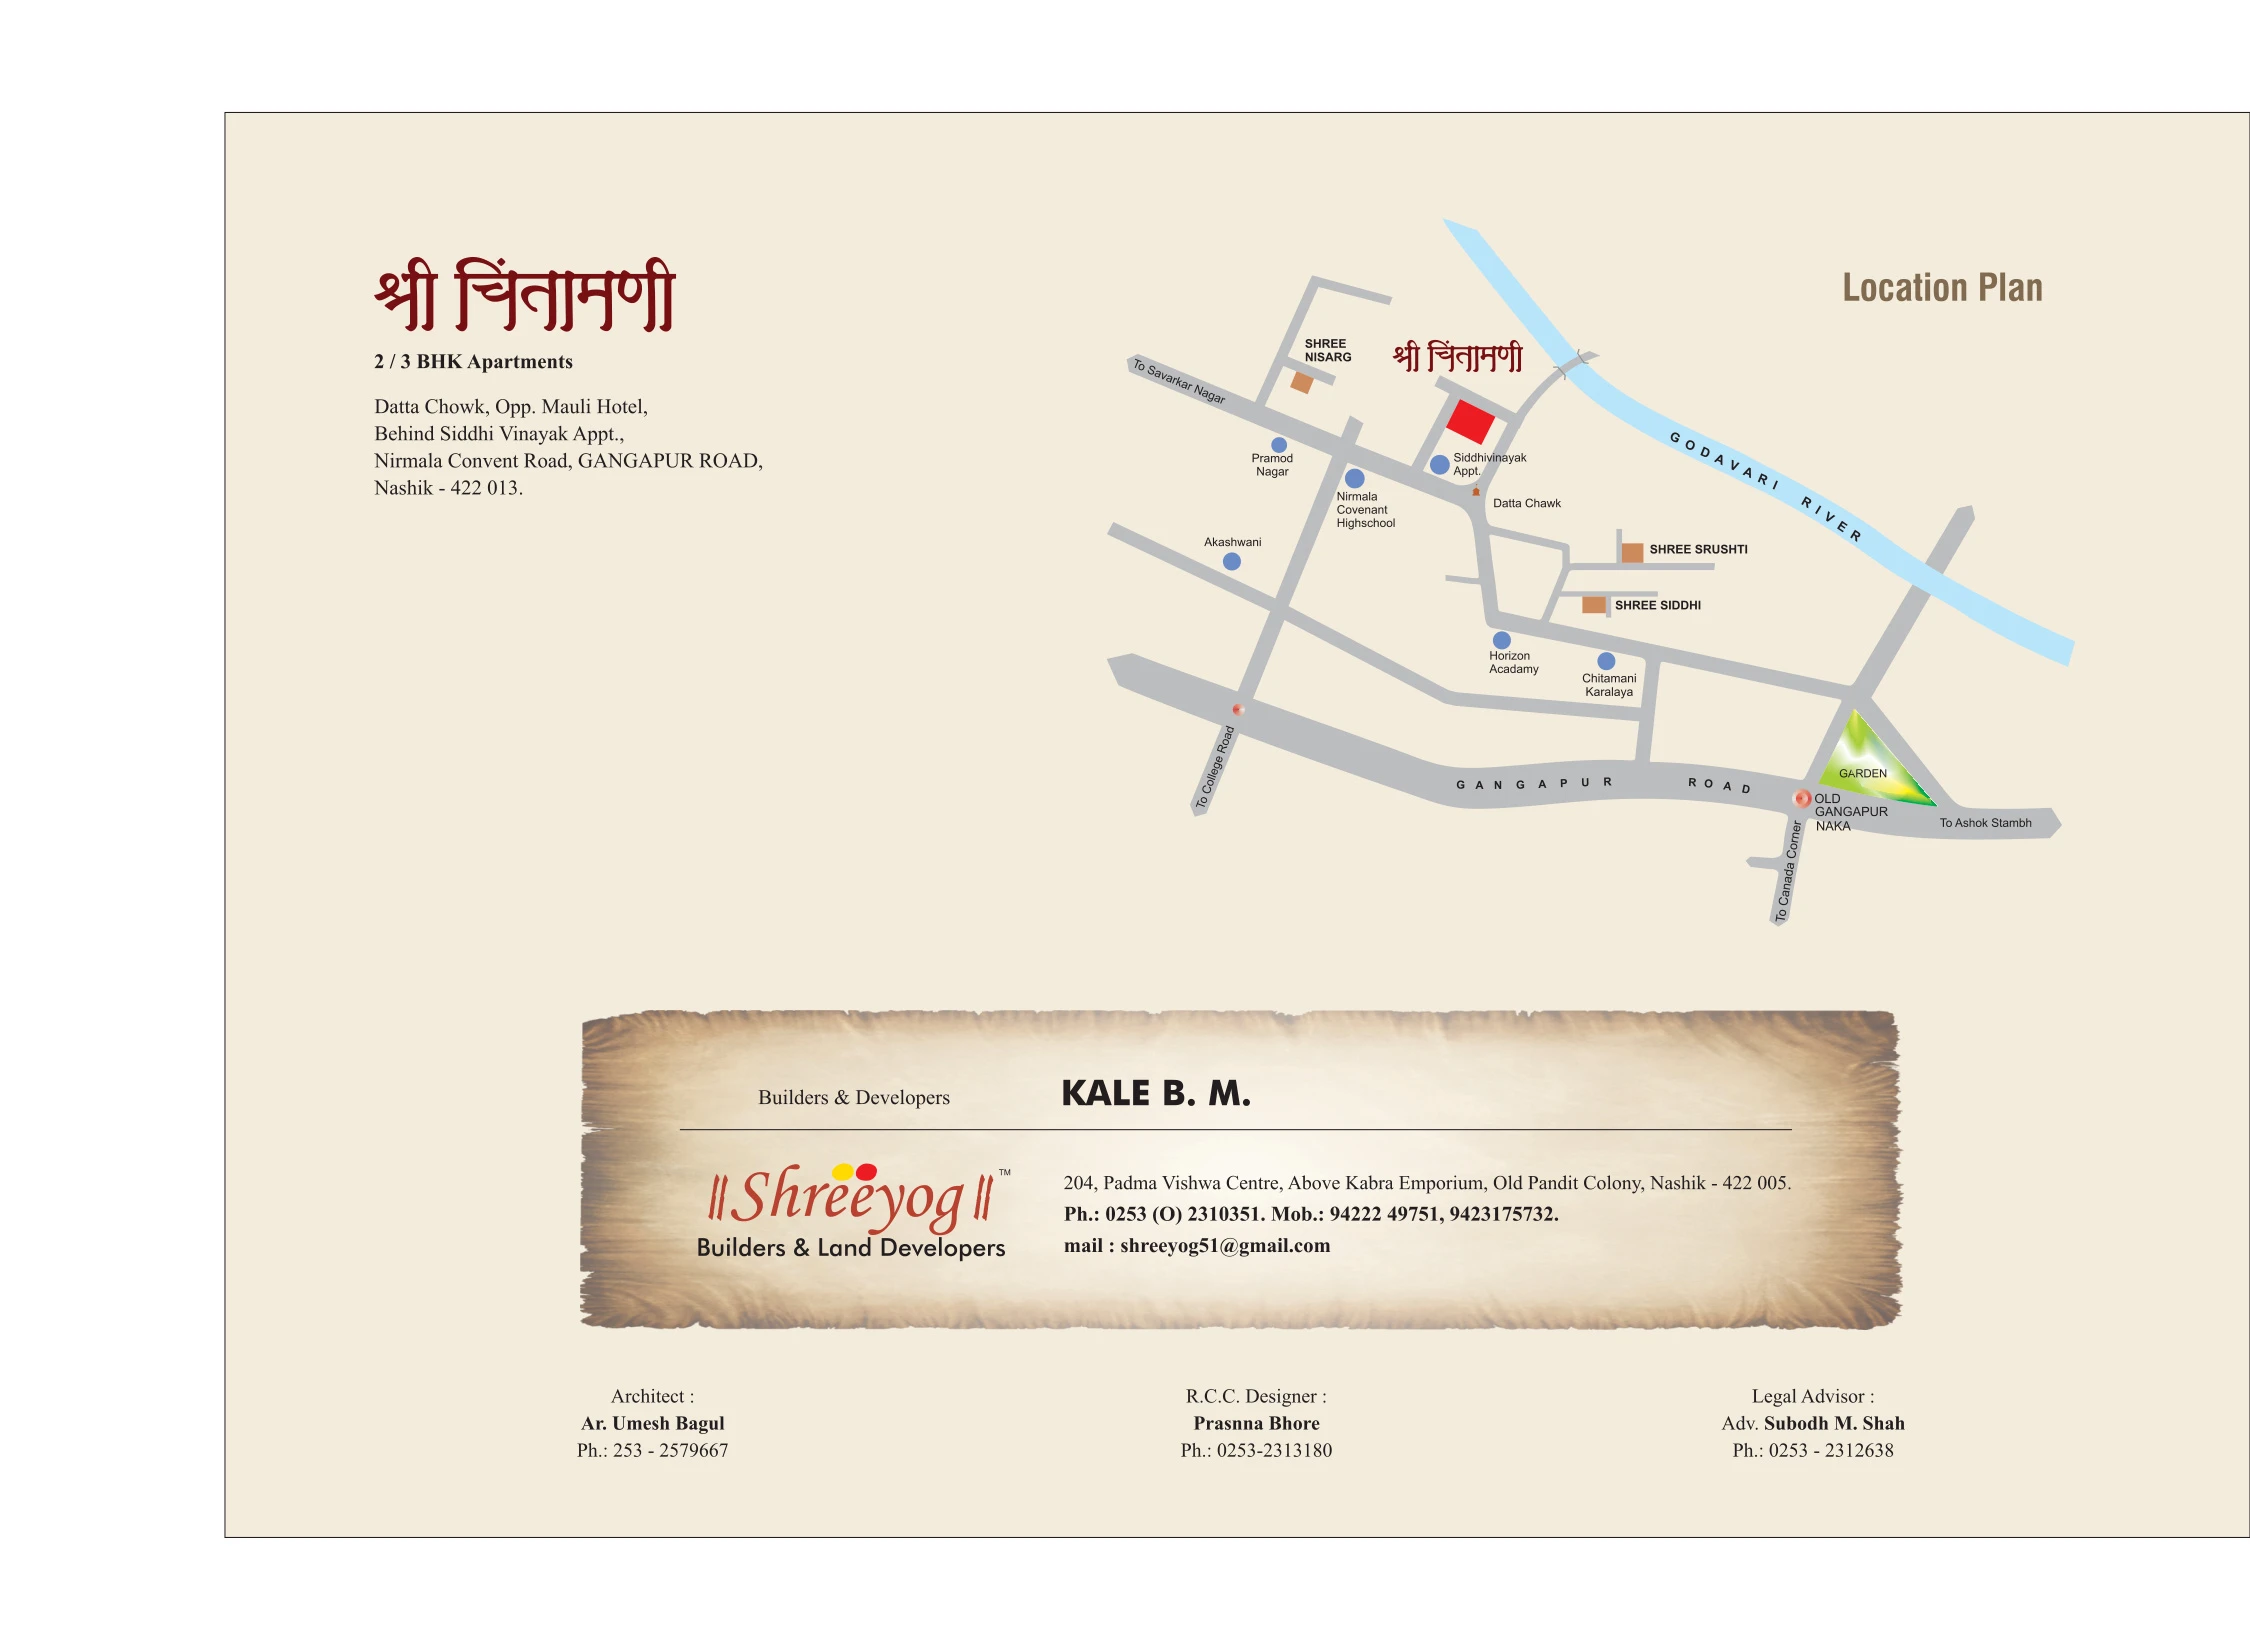 श्री चिंतामणी
2 / 3 BHK Apartments
Datta Chowk, Opp. Mauli Hotel,
Behind Siddhi Vinayak Appt.,
Nirmala Convent Road, GANGAPUR ROAD,
Nashik - 422 013.
Location Plan
SHREE
NISARG
श्री चिंतामणी
To Savarkar Nagar
Pramod
Nagar
Siddhivinayak
Appt.
Nirmala
Covenant
Highschool
Datta Chawk
GODAVARI RIVER
Akashwani
SHREE SRUSHTI
SHREE SIDDHI
Horizon
Acadamy
Chitamani
Karalaya
To College Road
GANGAPUR ROAD
GARDEN
OLD
GANGAPUR
NAKA
To Ashok Stambh
To Canada Corner
Builders & Developers
KALE B. M.
|| Shreeyog || TM
Builders & Land Developers
204, Padma Vishwa Centre, Above Kabra Emporium, Old Pandit Colony, Nashik - 422 005.
Ph.: 0253 (O) 2310351. Mob.: 94222 49751, 9423175732.
mail : shreeyog51@gmail.com
Architect :
Ar. Umesh Bagul
Ph.: 253 - 2579667
R.C.C. Designer :
Prasnna Bhore
Ph.: 0253-2313180
Legal Advisor :
Adv. Subodh M. Shah
Ph.: 0253 - 2312638